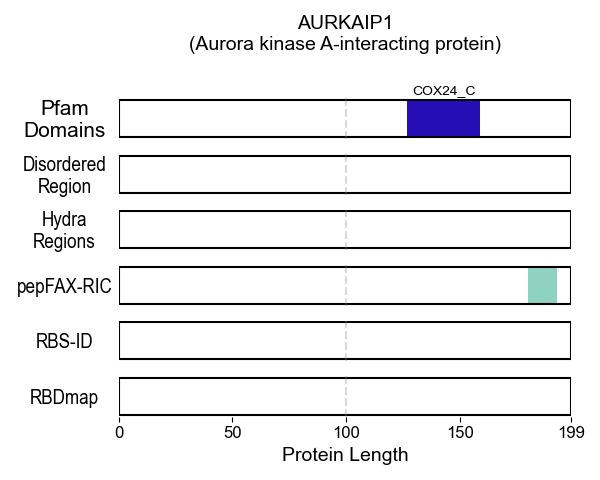 AURKAIP1
(Aurora kinase A-interacting protein)
COX24_C
Pfam
Domains
Disordered
Region
Hydra
Regions
pepFAX-RIC
RBS-ID
RBDmap
0 50 100 150 199
Protein Length